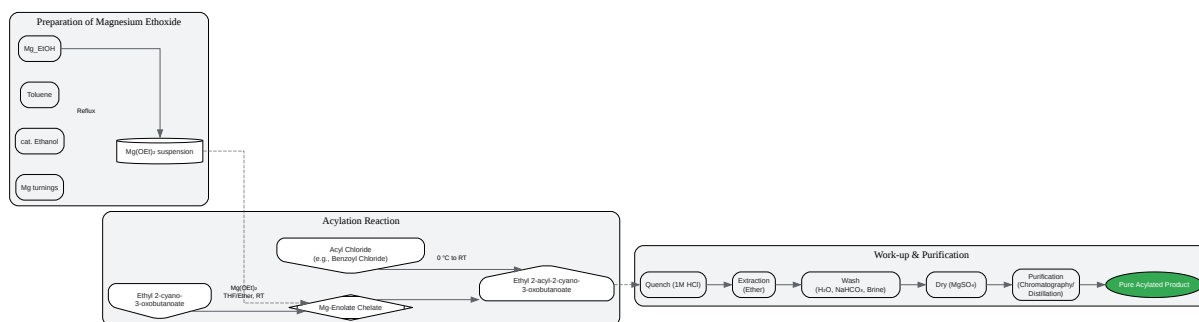 Preparation of Magnesium Ethoxide
Mg_EtOH
Toluene
Reflux
cat. Ethanol
Mg(OEt)₂ suspension
Mg turnings
Acylation Reaction
Acyl Chloride
(e.g., Benzoyl Chloride)
0 °C to RT
Ethyl 2-acyl-2-cyano-
3-oxobutanoate
Mg(OEt)₂
THF/Ether, RT
Ethyl 2-cyano-
3-oxobutanoate
Mg-Enolate Chelate
Work-up & Purification
Quench (1M HCl)
Extraction
(Ether)
Wash
(H₂O, NaHCO₃, Brine)
Dry (MgSO₄)
Purification
(Chromatography/
Distillation)
Pure Acylated Product